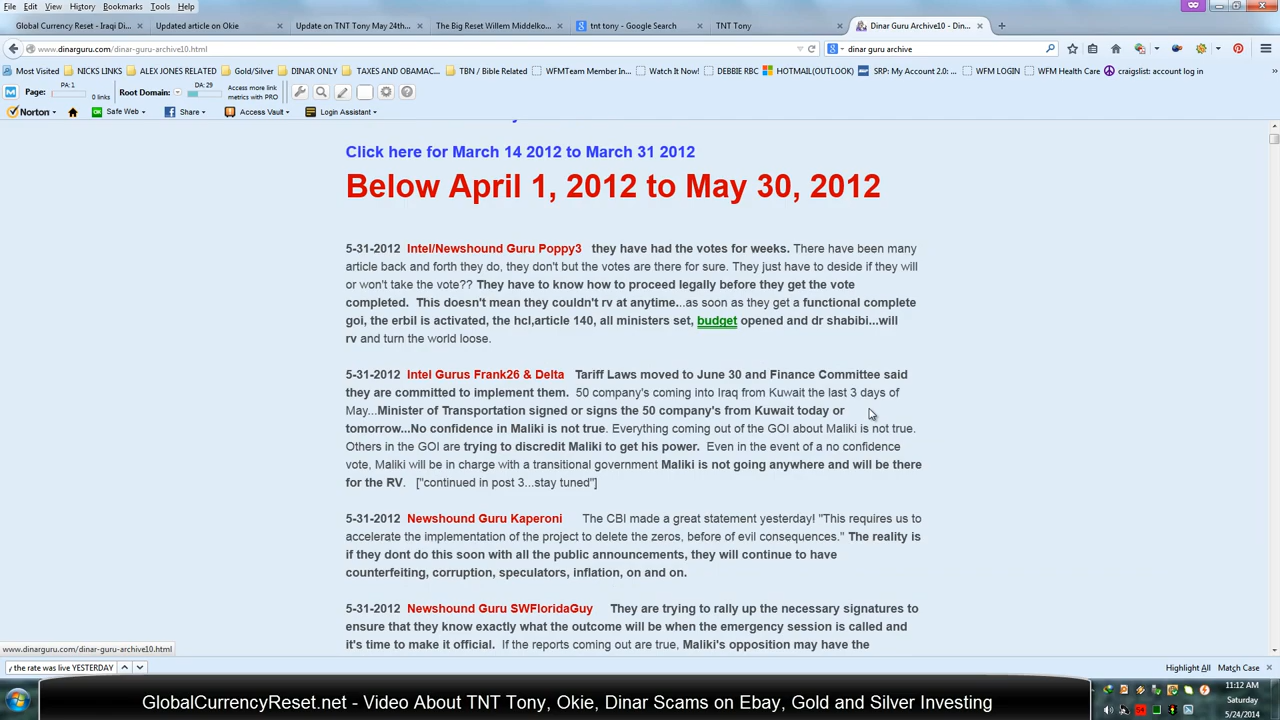 File Edit View History Bookmarks Tools Help
Global Currency Reset - Iraqi Di... Updated article on Okie Update on TNT Tony May 24th... The Big Reset Willem Middelko... tnt tony - Google Search TNT Tony Dinar Guru Archive10 - Din...
www.dinarguru.com/dinar-guru-archive10.html dinar guru archive
Most Visited NICKS LINKS ALEX JONES RELATED Gold/Silver DINAR ONLY TAXES AND OBAMAC... TBN / Bible Related WFMTeam Member In... Watch It Now! DEBBIE RBC HOTMAIL(OUTLOOK) SRP: My Account 2.0: ... WFM LOGIN WFM Health Care craigslist: account log in
Page: PA: 1 0 links Root Domain: DA: 29 Access more link metrics with PRO
Norton Safe Web Share Access Vault Login Assistant
Click here for March 14 2012 to March 31 2012
Below April 1, 2012 to May 30, 2012
5-31-2012 Intel/Newshound Guru Poppy3 they have had the votes for weeks. There have been many
article back and forth they do, they don't but the votes are there for sure. They just have to deside if they will
or won't take the vote?? They have to know how to proceed legally before they get the vote
completed. This doesn't mean they couldn't rv at anytime...as soon as they get a functional complete
goi, the erbil is activated, the hcl,article 140, all ministers set, budget opened and dr shabibi...will
rv and turn the world loose.
5-31-2012 Intel Gurus Frank26 & Delta Tariff Laws moved to June 30 and Finance Committee said
they are committed to implement them. 50 company's coming into Iraq from Kuwait the last 3 days of
May...Minister of Transportation signed or signs the 50 company's from Kuwait today or
tomorrow...No confidence in Maliki is not true. Everything coming out of the GOI about Maliki is not true.
Others in the GOI are trying to discredit Maliki to get his power. Even in the event of a no confidence
vote, Maliki will be in charge with a transitional government Maliki is not going anywhere and will be there
for the RV. ["continued in post 3...stay tuned"]
5-31-2012 Newshound Guru Kaperoni The CBI made a great statement yesterday! "This requires us to
accelerate the implementation of the project to delete the zeros, before of evil consequences." The reality is
if they dont do this soon with all the public announcements, they will continue to have
counterfeiting, corruption, speculators, inflation, on and on.
5-31-2012 Newshound Guru SWFloridaGuy They are trying to rally up the necessary signatures to
ensure that they know exactly what the outcome will be when the emergency session is called and
it's time to make it official. If the reports coming out are true, Maliki's opposition may have the
www.dinarguru.com/dinar-guru-archive10.html
y the rate was live YESTERDAY Highlight All Match Case
GlobalCurrencyReset.net - Video About TNT Tony, Okie, Dinar Scams on Ebay, Gold and Silver Investing
11:12 AM
Saturday
5/24/2014